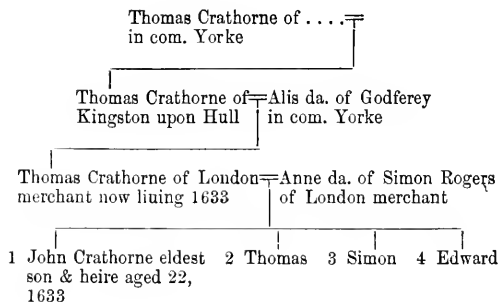 Thomas Crathorne of ....
in com. Yorke
Thomas Crathorne of Alis da. of Godferey
Kingston upon Hull in com. Yorke
Thomas Crathorne of London Anne da. of Simon Rogers
merchant now liuing 1633 of London merchant
1 John Crathorne eldest 2 Thomas 3 Simon 4 Edward
son & heire aged 22,
1633